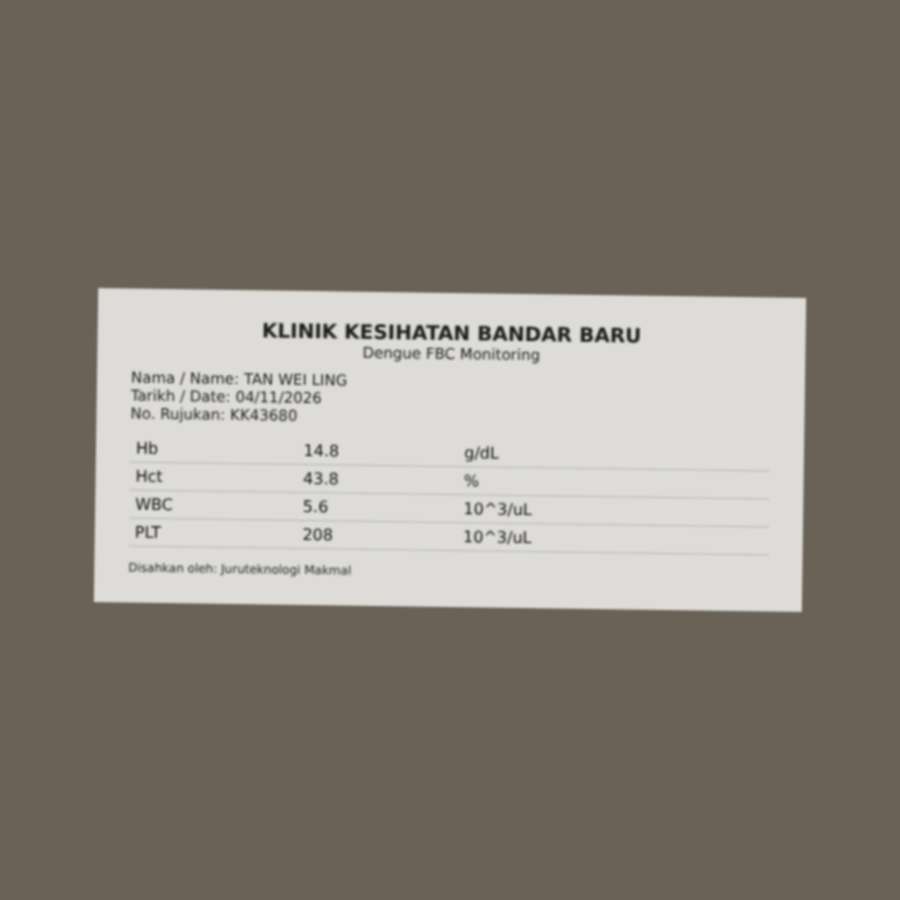 KLINIK KESIHATAN BANDAR BARU
Dengue FBC Monitoring
Nama / Name: TAN WEI LING
Tarikh / Date: 04/11/2026
No. Rujukan: KK43680
Hb 14.8 g/dL
Hct 43.8 %
WBC 5.6 10^3/uL
PLT 208 10^3/uL
Disahkan oleh: Juruteknologi Makmal